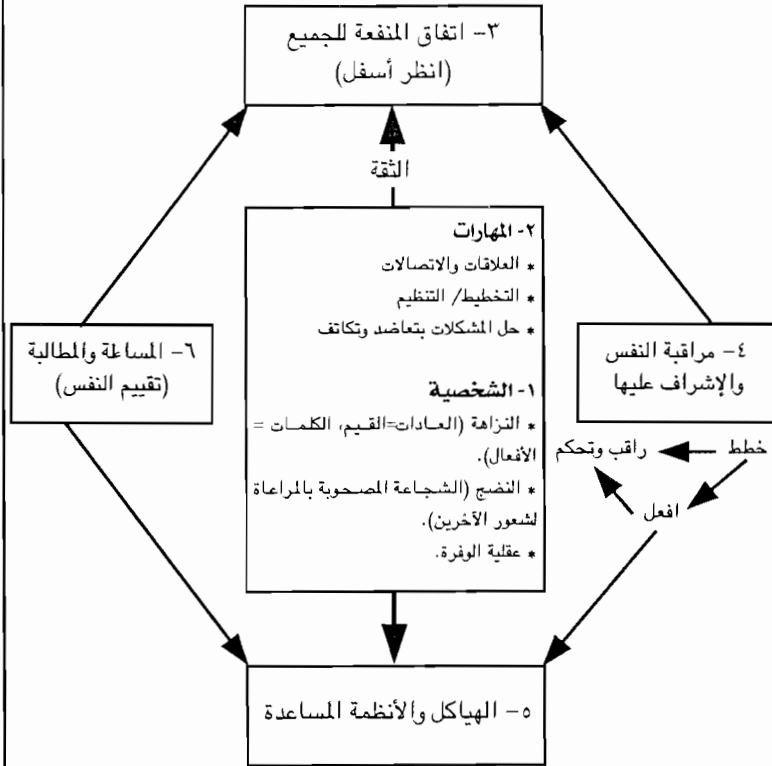 ٣- اتفاق المنفعة للجميع
(انظر أسفل)
الثقة
٢- المهارات
* العلاقات والاتصالات
* التخطيط/ التنظيم
* حل المشكلات بتعاضد وتكاتف
١- الشخصية
* النزاهة (العادات=القيم، الكلمات =
الأفعال).
* النضج (الشجاعة المصحوبة بالمراعاة
لشعور الآخرين).
* عقلية الوفرة.
٤- مراقبة النفس
والإشراف عليها
خطط
راقب وتحكم
افعل
٦- المساءلة والمطالبة
(تقييم النفس)
٥- الهياكل والأنظمة المساعدة